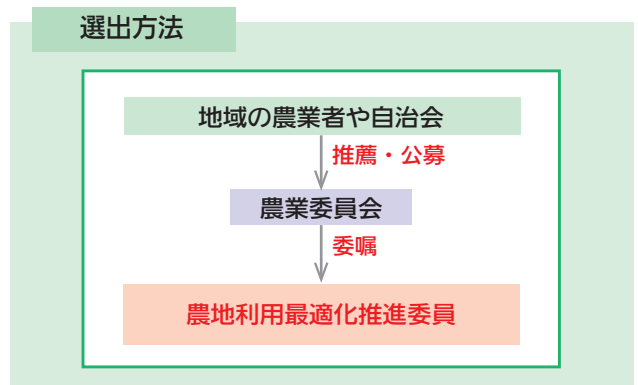 選出方法
地域の農業者や自治会
推薦・公募
農業委員会
委嘱
農地利用最適化推進委員